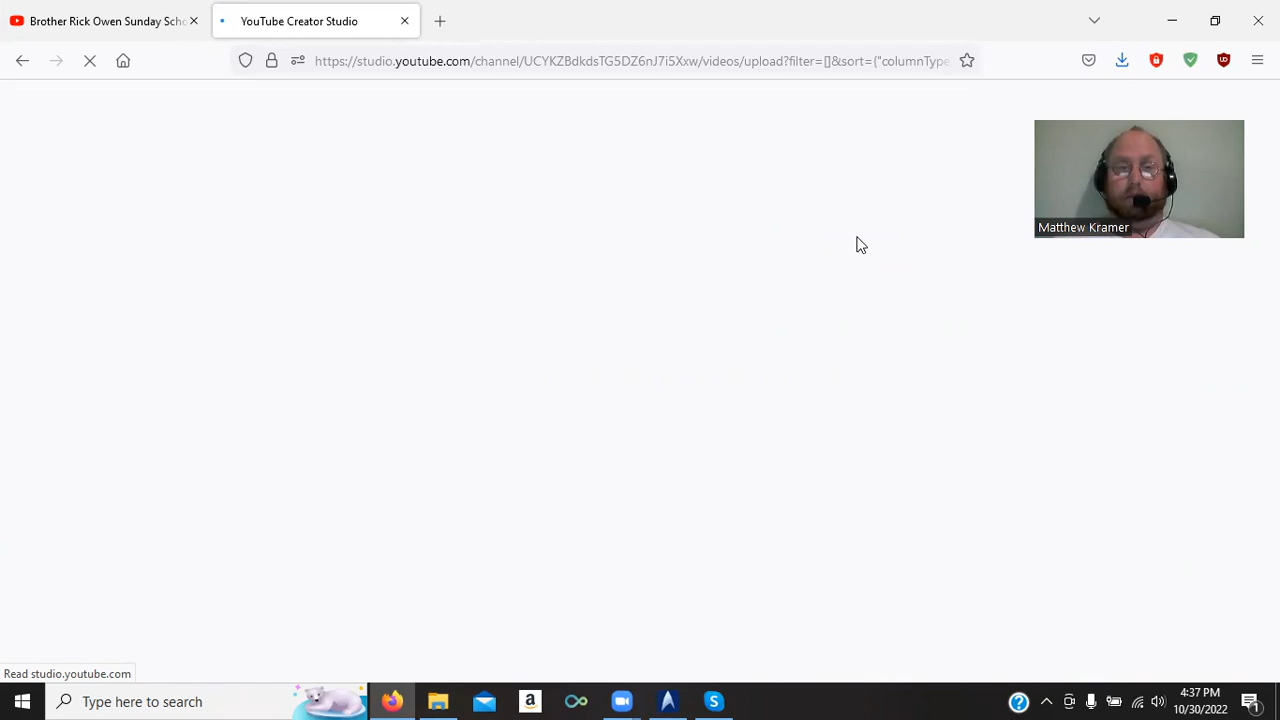 Brother Rick Owen Sunday Scho
YouTube Creator Studio
https://studio.youtube.com/channel/UCYKZBdkdsTG5DZ6nJ7i5Xxw/videos/upload?filter=[]&sort={"columnType
Matthew Kramer
Read studio.youtube.com
Type here to search
4:37 PM
10/30/2022